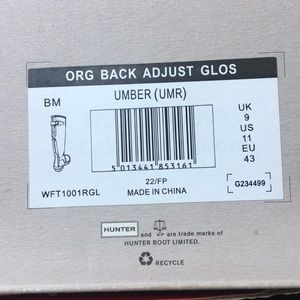 ORG BACK ADJUST GLOS
BM
UMBER (UMR)
UK
9
US
11
EU
43
5 013441 853161
22/FP
WFT1001RGL
MADE IN CHINA
G234499
HUNTER and are trade marks of
HUNTER BOOT LIMITED.
RECYCLE